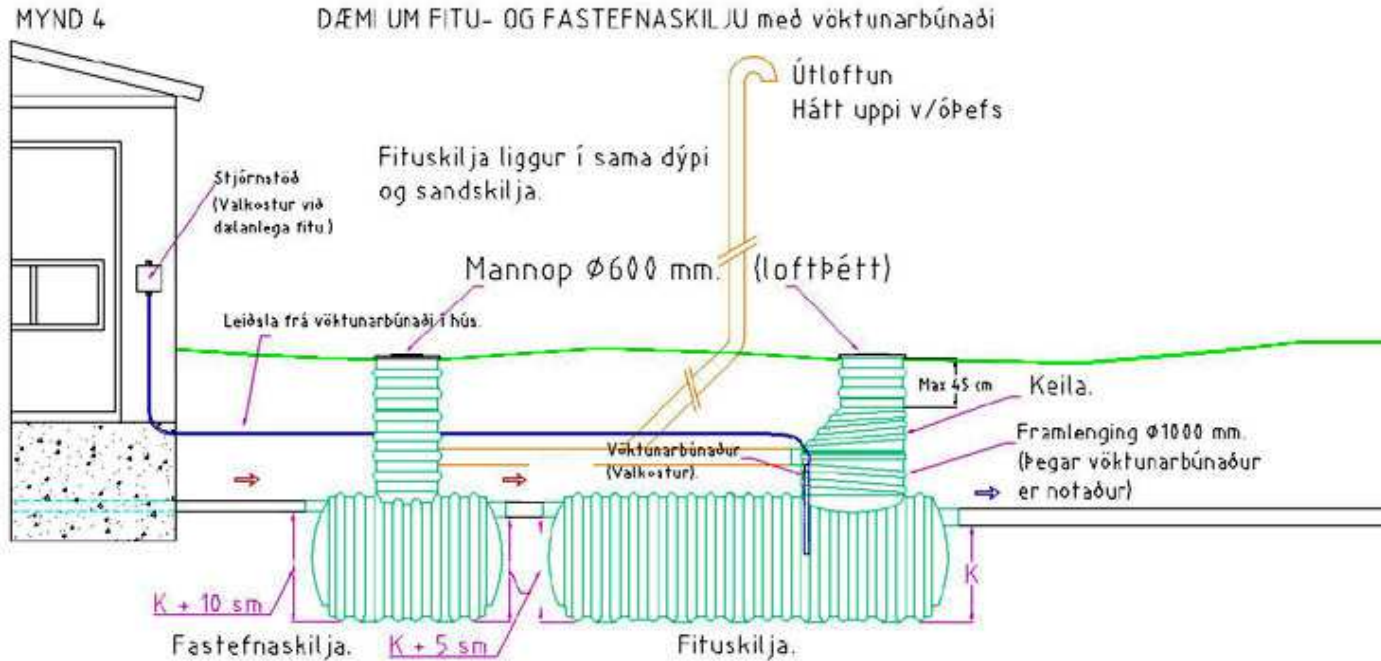 MYND 4
DÆMI UM FITU- OG FASTEFNASKILJU með vöktunarbúnaði
Útloftun
Hátt uppi v/óþefs
Fituskilja liggur í sama dýpi
og sandskilja.
Stjórnstöð
(Valkostur við
dælanlega fitu.)
Mannop Ø600 mm. (loftþétt)
Leiðsla frá vöktunarbúnaði í hús.
Max 45 cm
Keila.
Framlenging Ø1000 mm.
(Þegar vöktunarbúnaður
er notaður)
Vöktunarbúnaður
(Valkostur).
K
K + 10 sm
K + 5 sm
Fastefnaskilja.
Fituskilja.